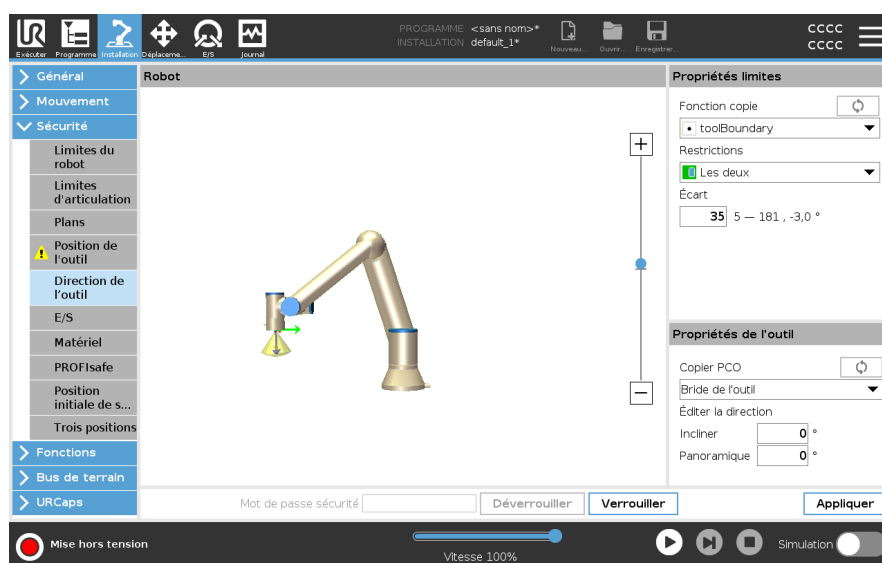 PROGRAMME <sans nom>*
INSTALLATION default_1*
Exécuter Programme Installation Déplaceme... E/S Journal
Nouveau... Ouvrir... Enregistrer...
cccc
cccc
Général
Mouvement
Sécurité
Limites du
robot
Limites
d'articulation
Plans
Position de
l'outil
Direction de
l'outil
E/S
Matériel
PROFIsafe
Position
initiale de s...
Trois positions
Fonctions
Bus de terrain
URCaps
Robot
Propriétés limites
Fonction copie
toolBoundary
Restrictions
Les deux
Écart
35 5 — 181 , -3,0 °
Propriétés de l'outil
Copier PCO
Bride de l'outil
Éditer la direction
Incliner 0 °
Panoramique 0 °
Mot de passe sécurité Déverrouiller Verrouiller Appliquer
Mise hors tension
Vitesse 100%
Simulation